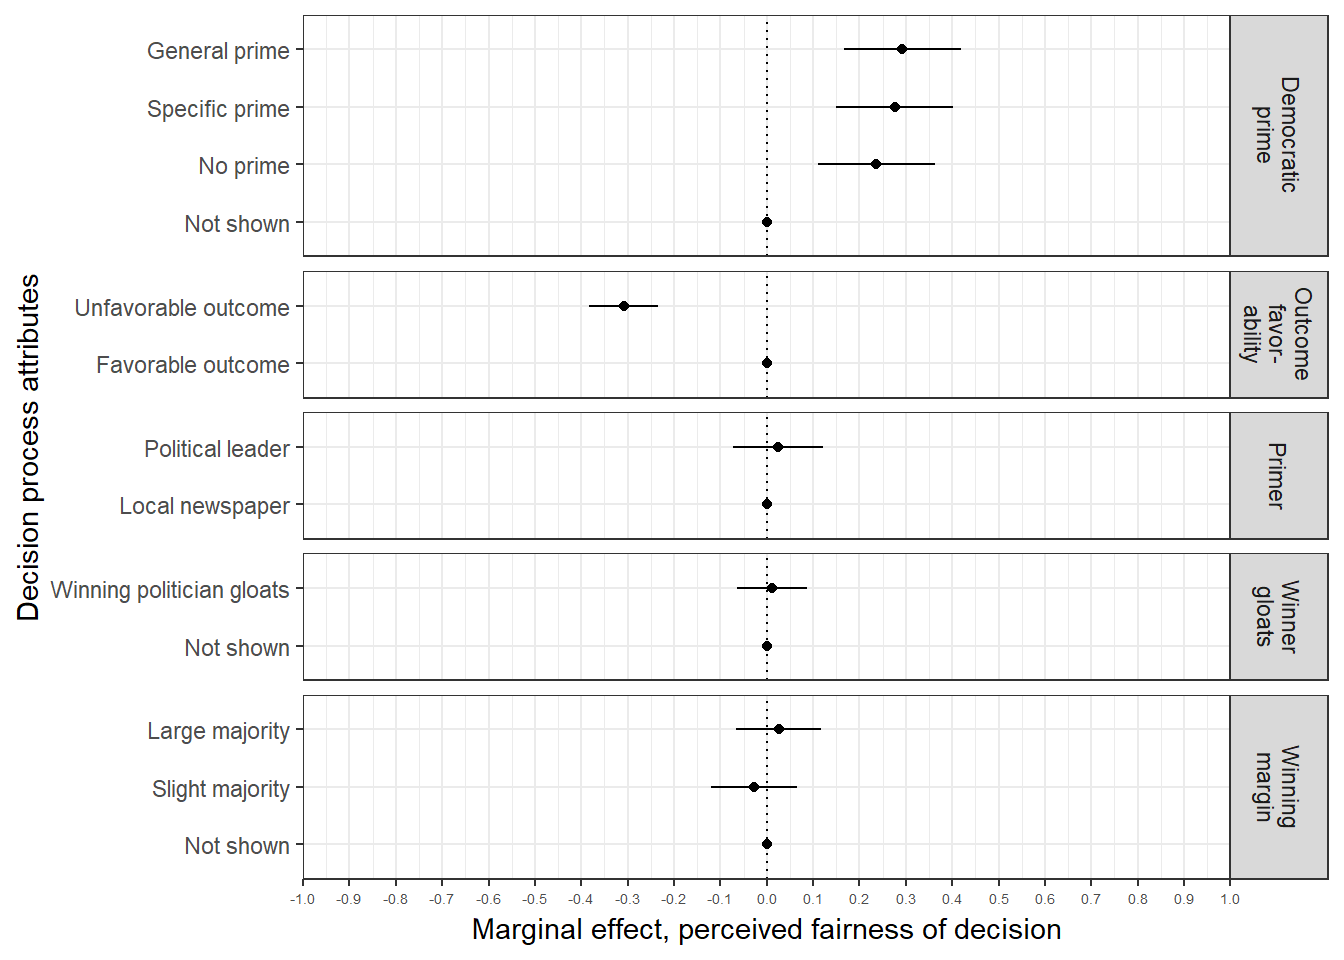 General prime
Specific prime
No prime
Not shown
Democratic
prime
Unfavorable outcome
Favorable outcome
Outcome
favor-
ability
Political leader
Local newspaper
Primer
Winning politician gloats
Not shown
Winner
gloats
Large majority
Slight majority
Not shown
Winning
margin
Decision process attributes
-1.0 -0.9 -0.8 -0.7 -0.6 -0.5 -0.4 -0.3 -0.2 -0.1 0.0 0.1 0.2 0.3 0.4 0.5 0.6 0.7 0.8 0.9 1.0
Marginal effect, perceived fairness of decision